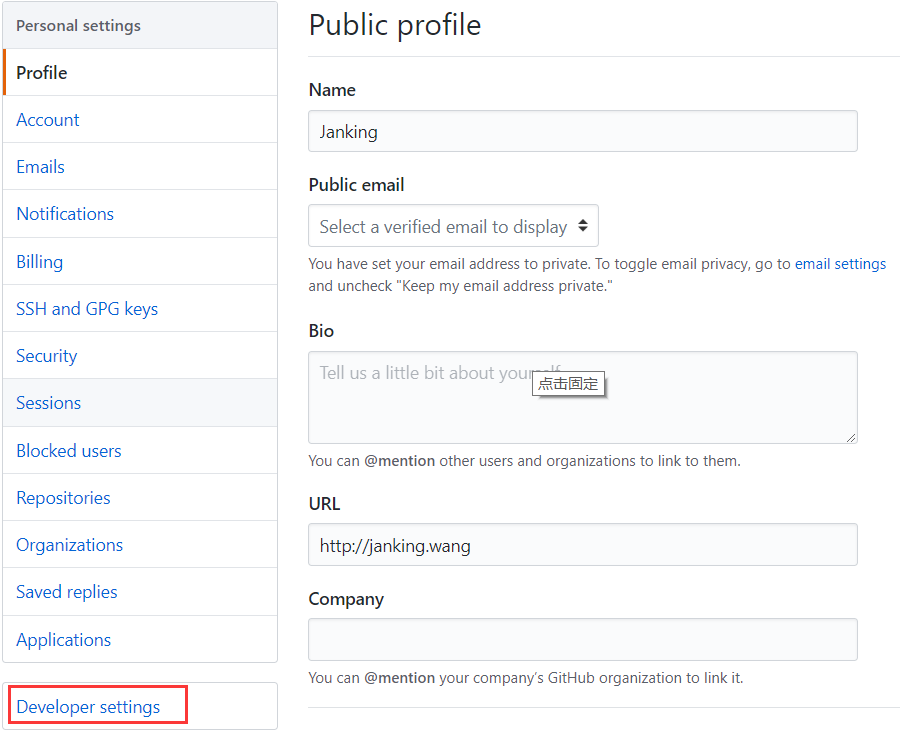 Personal settings
Profile
Account
Emails
Notifications
Billing
SSH and GPG keys
Security
Sessions
Blocked users
Repositories
Organizations
Saved replies
Applications
Developer settings
Public profile
Name
Janking
Public email
Select a verified email to display
You have set your email address to private. To toggle email privacy, go to email settings
and uncheck "Keep my email address private."
Bio
Tell us a little bit about yourself
点击固定
You can @mention other users and organizations to link to them.
URL
http://janking.wang
Company
You can @mention your company's GitHub organization to link it.